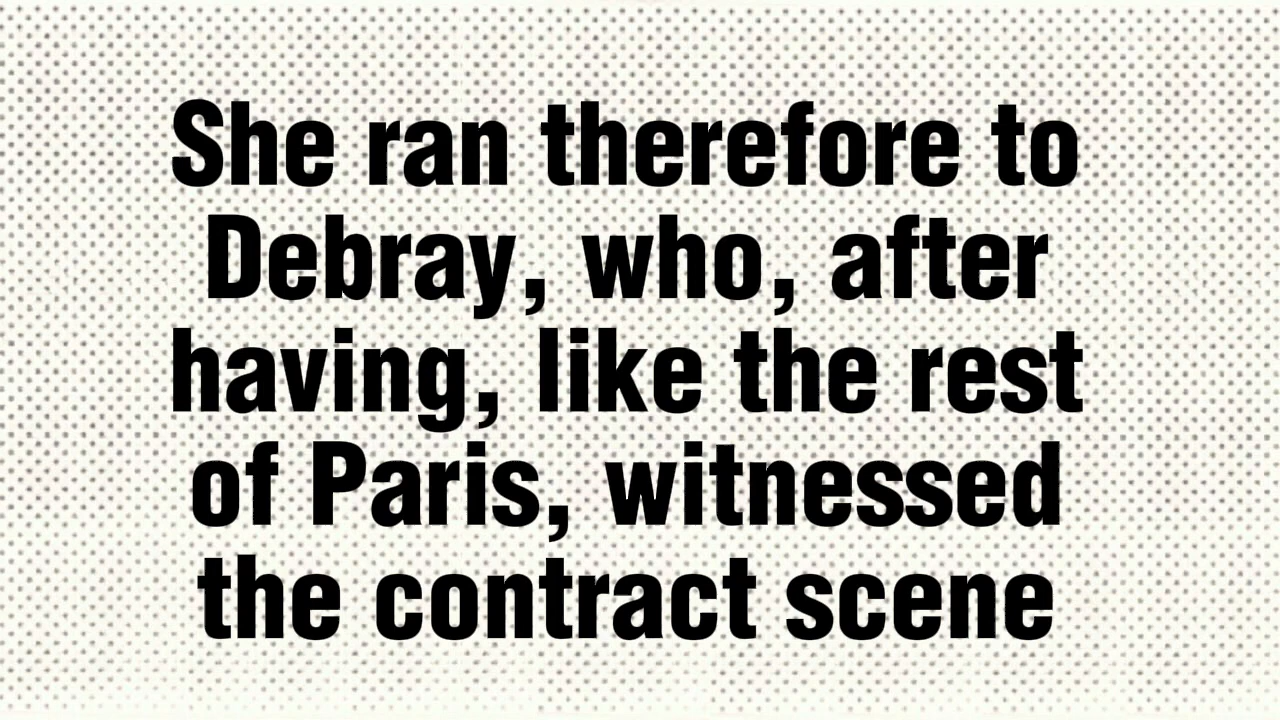 She ran therefore to
Debray, who, after
having, like the rest
of Paris, witnessed
the contract scene